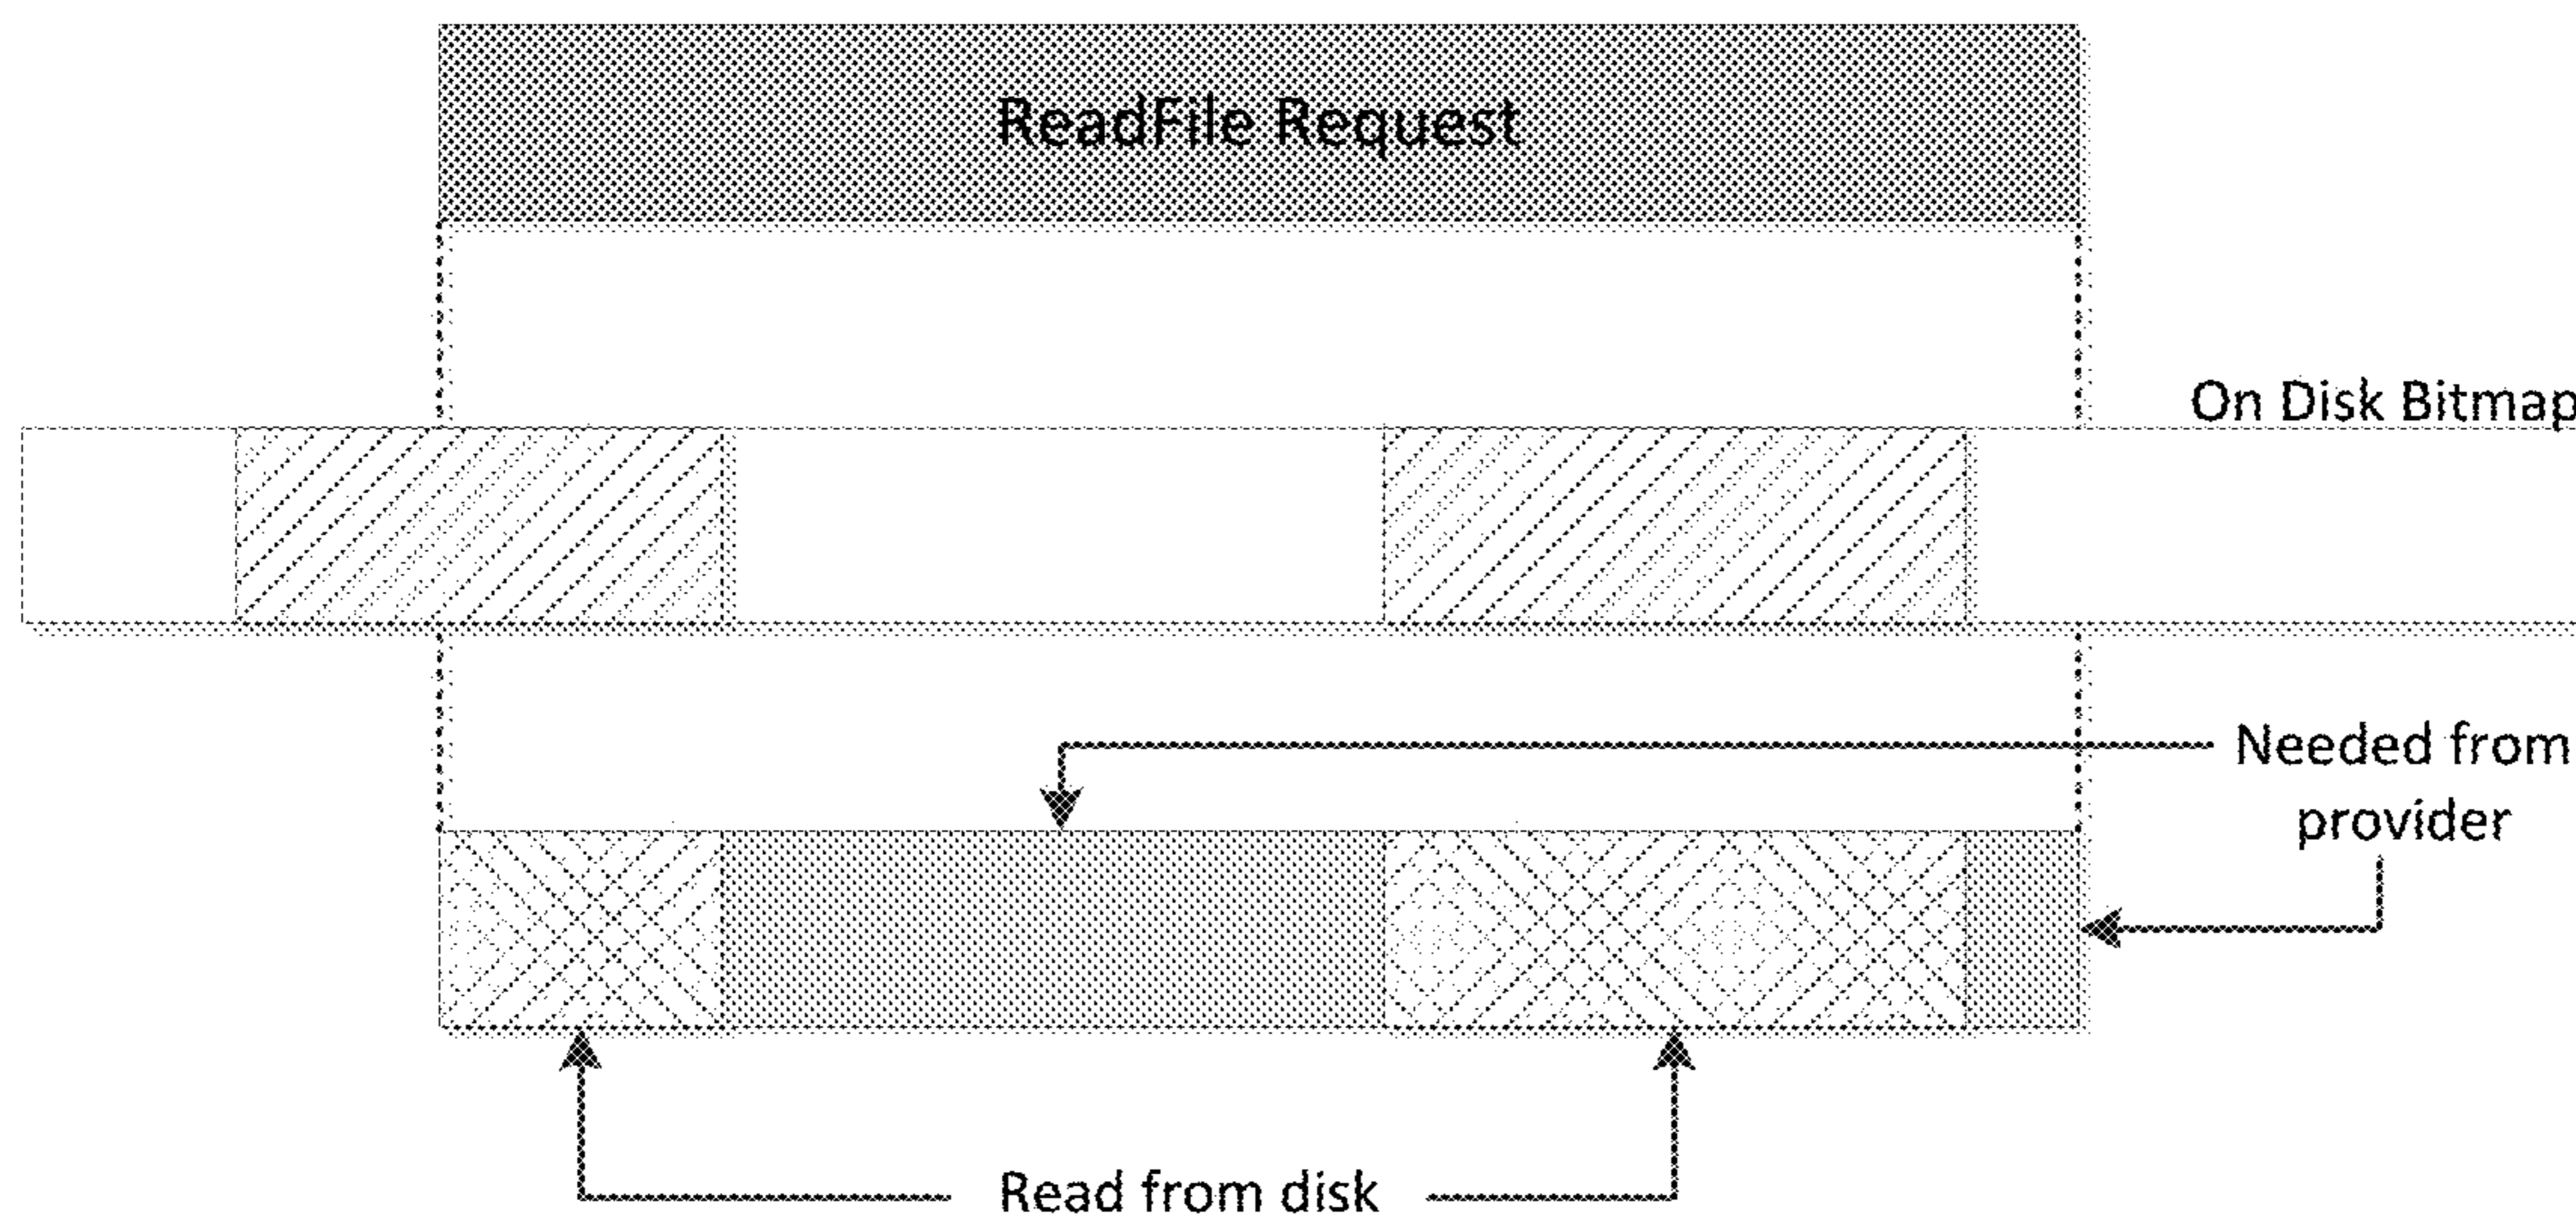 ReadFile Request
On Disk Bitmap
Needed from
provider
Read from disk